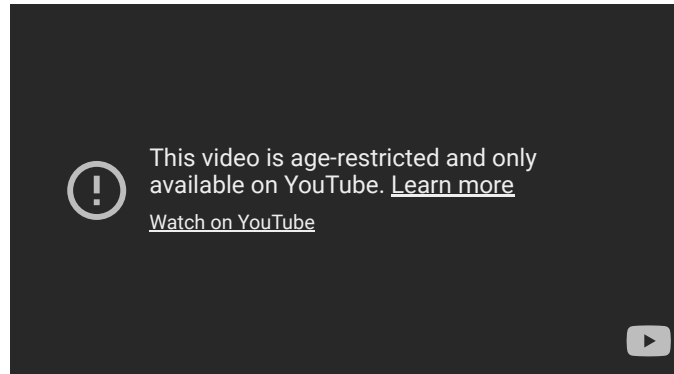 This video is age-restricted and only
available on YouTube. Learn more
Watch on YouTube